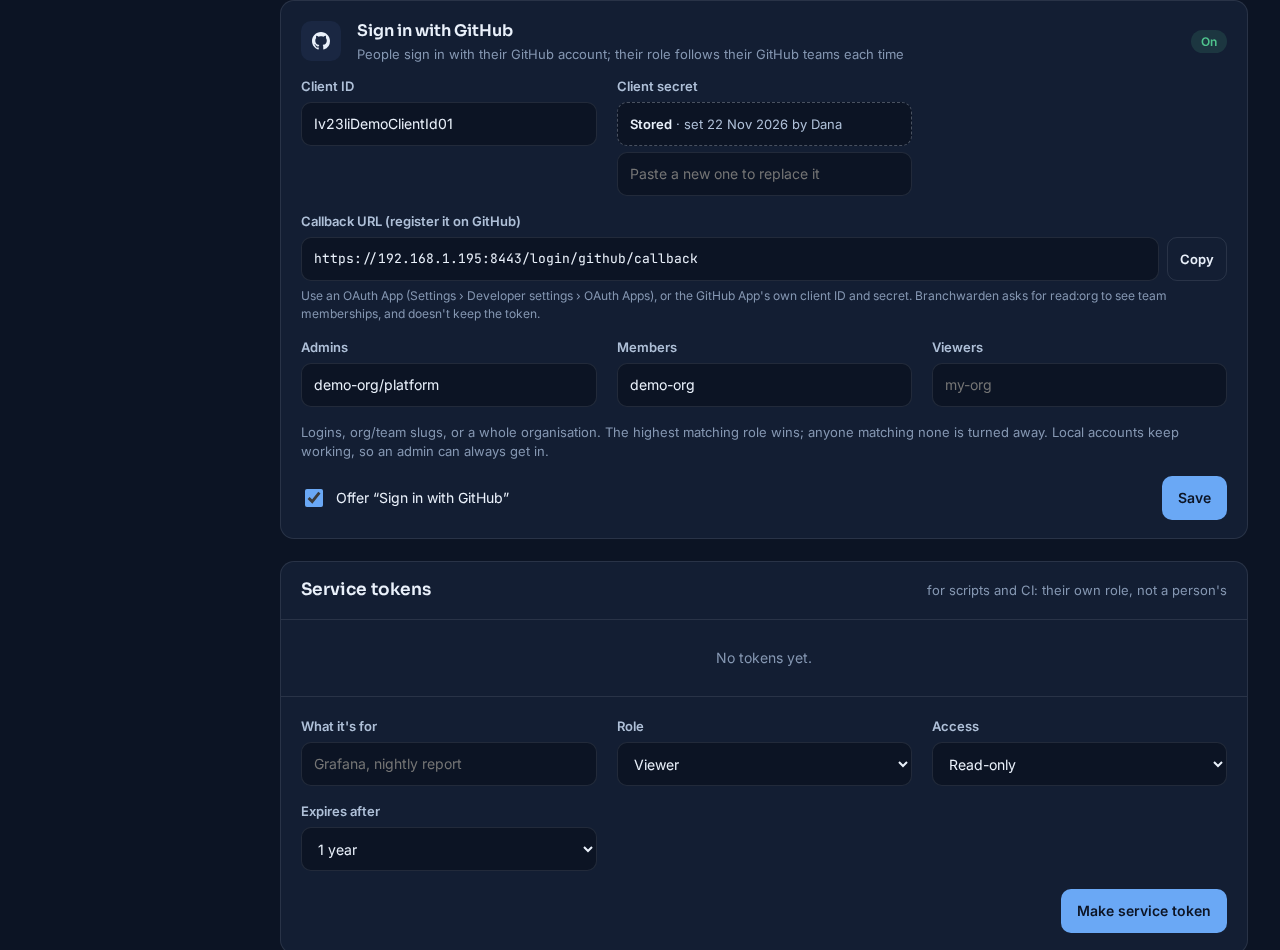 Sign in with GitHub
People sign in with their GitHub account; their role follows their GitHub teams each time
On
Client ID
Client secret
Iv23liDemoClientId01
Stored · set 22 Nov 2026 by Dana
Paste a new one to replace it
Callback URL (register it on GitHub)
https://192.168.1.195:8443/login/github/callback
Copy
Use an OAuth App (Settings › Developer settings › OAuth Apps), or the GitHub App's own client ID and secret. Branchwarden asks for read:org to see team
memberships, and doesn't keep the token.
Admins
Members
Viewers
demo-org/platform
demo-org
my-org
Logins, org/team slugs, or a whole organisation. The highest matching role wins; anyone matching none is turned away. Local accounts keep
working, so an admin can always get in.
Offer “Sign in with GitHub”
Save
Service tokens
for scripts and CI: their own role, not a person's
No tokens yet.
What it's for
Role
Access
Grafana, nightly report
Viewer
Read-only
Expires after
1 year
Make service token